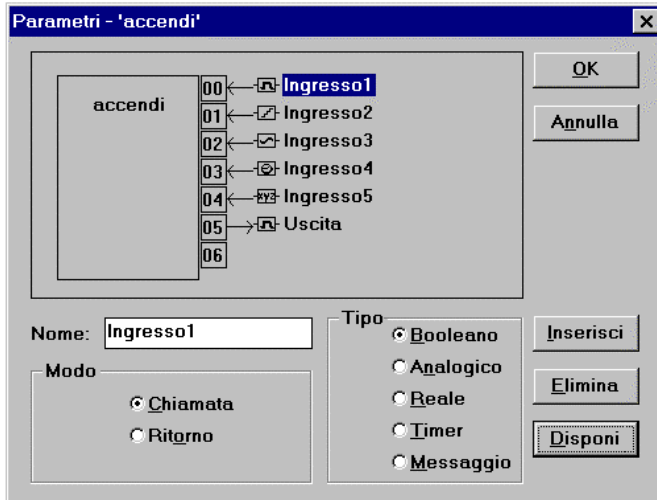 Parametri - 'accendi'
accendi
00 Ingresso1
01 Ingresso2
02 Ingresso3
03 Ingresso4
04 xyz Ingresso5
05 Uscita
06
OK
Annulla
Nome: Ingresso1
Modo
Chiamata
Ritorno
Tipo
Booleano
Analogico
Reale
Timer
Messaggio
Inserisci
Elimina
Disponi